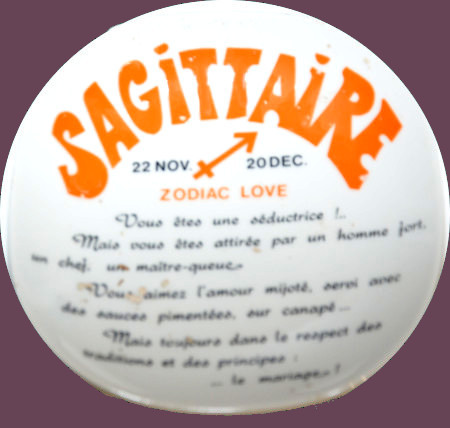 SAGITTAIRE
22 NOV. 20 DEC.
ZODIAC LOVE
Vous êtes une séductrice !..
Mais vous êtes attirée par un homme fort,
un chef, un maître-queue
Vous aimez l'amour mijoté, servi avec
des sauces pimentées, sur canapé...
Mais toujours dans le respect des
traditions et des principes :
... le mariage !